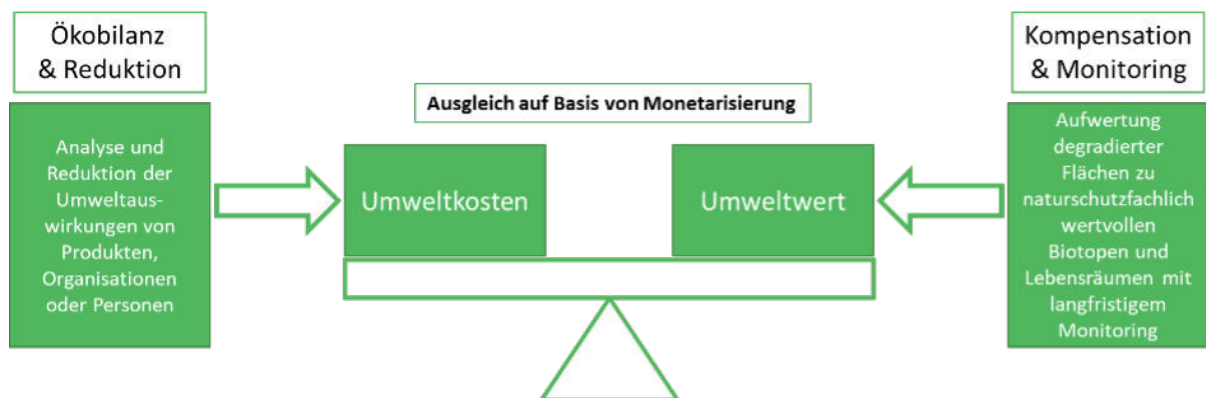 Ökobilanz
& Reduktion
Analyse und
Reduktion der
Umweltaus-
wirkungen von
Produkten,
Organisationen
oder Personen
Ausgleich auf Basis von Monetarisierung
Umweltkosten
Umweltwert
Kompensation
& Monitoring
Aufwertung
degradierter
Flächen zu
naturschutzfachlich
wertvollen
Biotopen und
Lebensräumen mit
langfristigem
Monitoring